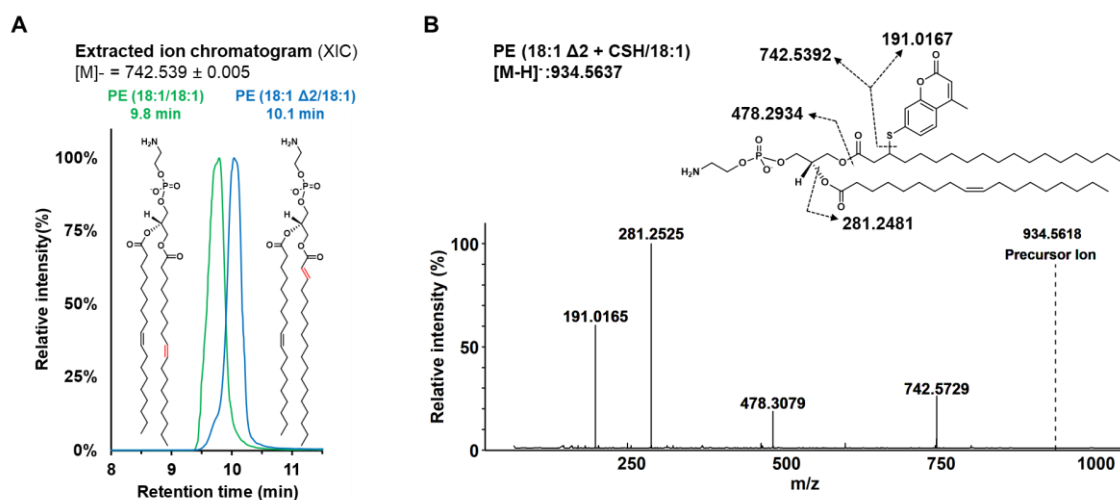 A
Extracted ion chromatogram (XIC)
[M]- = 742.539 ± 0.005
PE (18:1/18:1)
9.8 min
PE (18:1 Δ2/18:1)
10.1 min
Relative intensity(%)
100%
75%
50%
25%
0%
H2N
O
P
O
O-
O
O
H
O
O
O
O
H2N
O
P
O
O-
O
O
H
O
O
O
O
8 9 10 11
Retention time (min)
B
PE (18:1 Δ2 + CSH/18:1)
[M-H]-:934.5637
742.5392
191.0167
478.2934
281.2481
H2N
O
O
P
O
O-
O
O
S
O
O
H
O
O
Relative intensity (%)
100
50
0
191.0165
281.2525
478.3079
742.5729
934.5618
Precursor Ion
250 500 750 1000
m/z